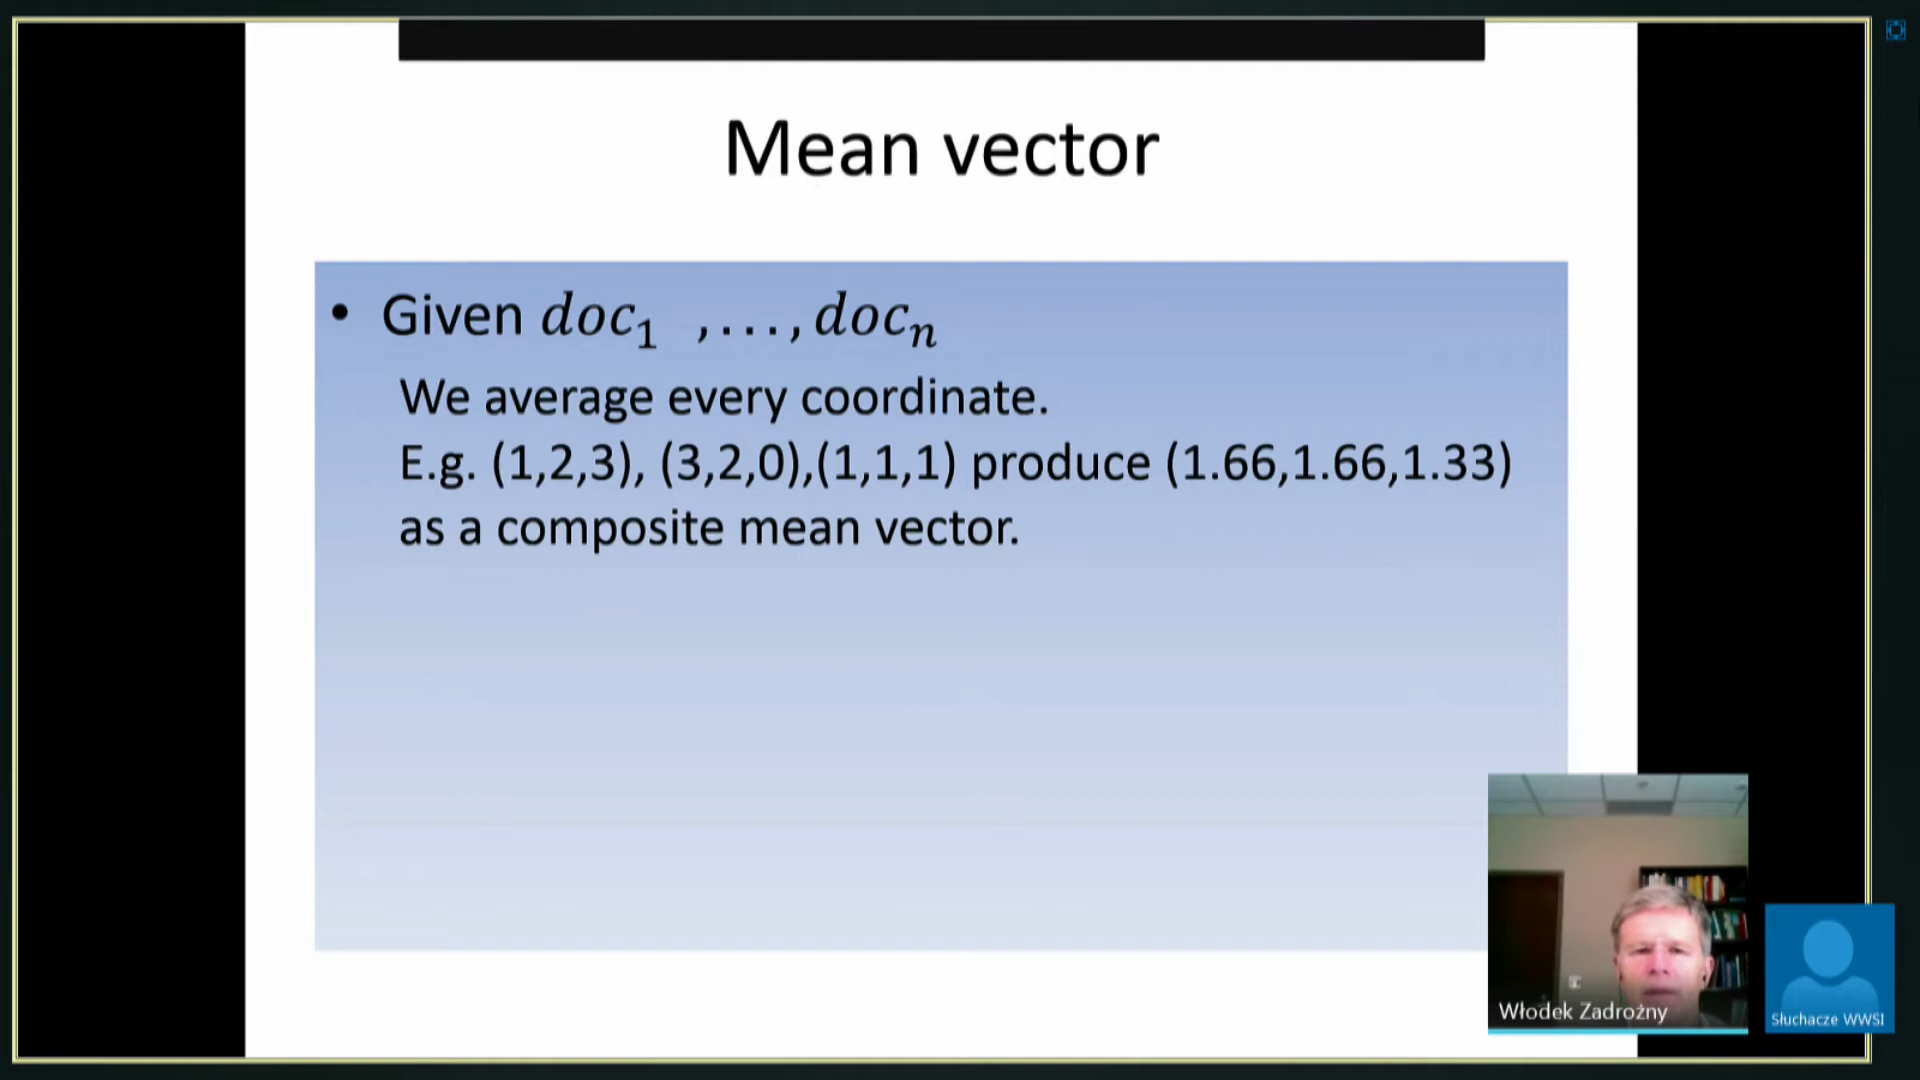 Mean vector
• Given doc₁ ,...,docₙ
We average every coordinate.
E.g. (1,2,3), (3,2,0),(1,1,1) produce (1.66,1.66,1.33)
as a composite mean vector.
Włodek Zadrożny
Słuchacze WWSI